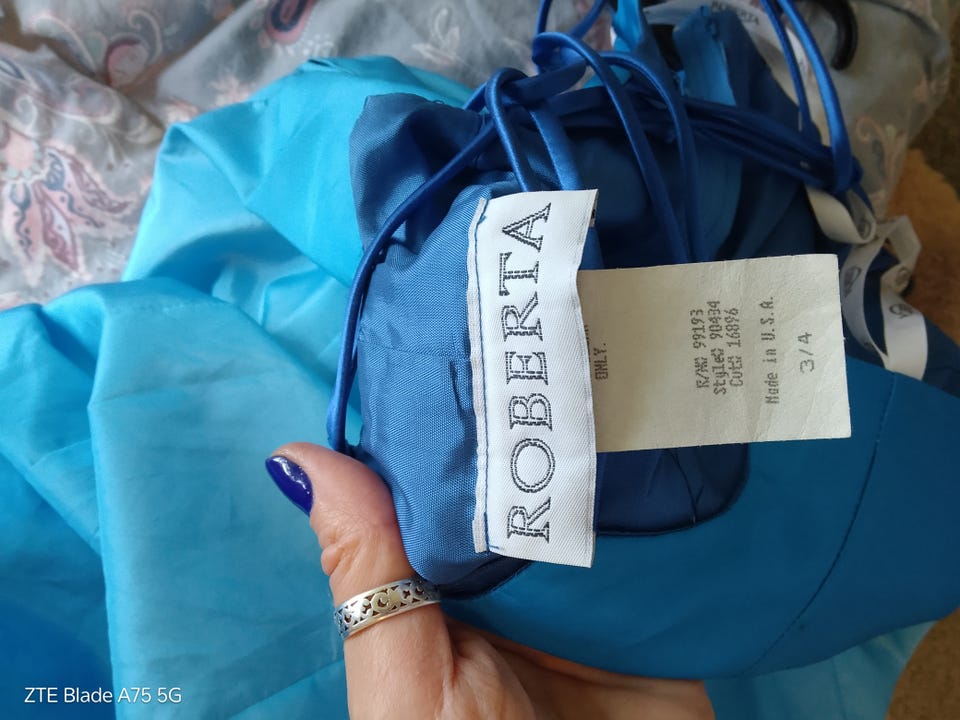 ROBERTA
ONLY.
R/N: 99193
Style: 90434
Cut: 16896
Made in U.S.A.
3/4
ZTE Blade A75 5G